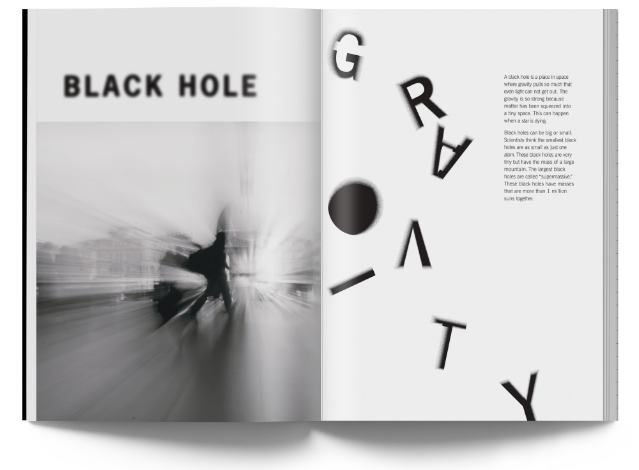 BLACK HOLE
GRAVITY
A black hole is a place in space
where gravity pulls so much that
even light can not get out. The
gravity is so strong because
matter has been squeezed into
a tiny space. This can happen
when a star is dying.
Black holes can be big or small.
Scientists think the smallest black
holes are as small as just one
atom. These black holes are very
tiny but have the mass of a large
mountain. The largest black
holes are called "supermassive."
These black holes have masses
that are more than 1 million
suns together.